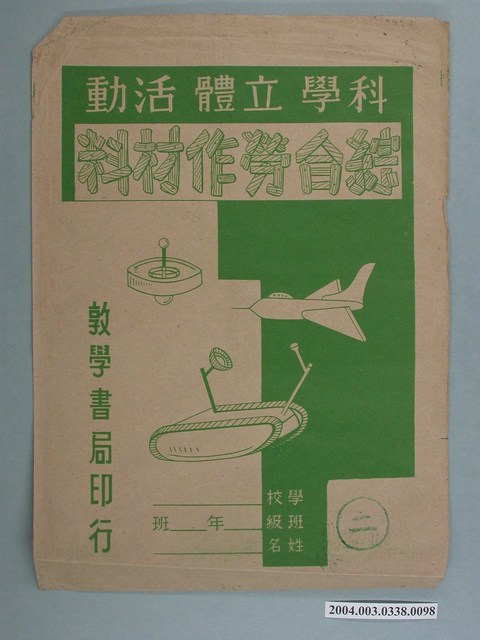 科學 立體 活動
綜合勞作材料
敦學書局印行
學校
班級 年 班
姓名
二
2004.003.0338.0098